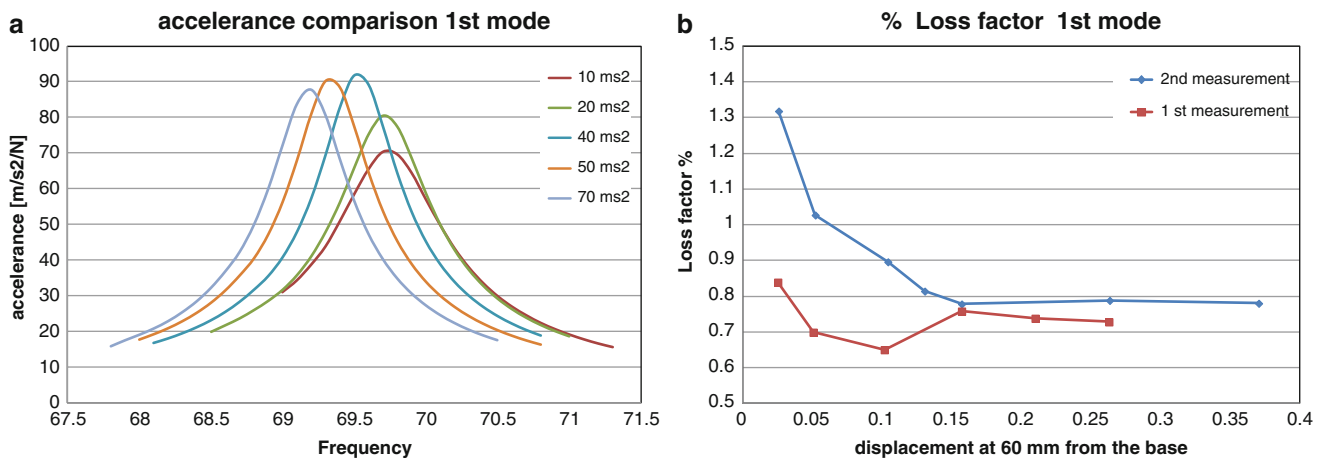 a
accelerance comparison 1st mode
accelerance [m/s2/N]
100
90
80
70
60
50
40
30
20
10
0
67.5
68
68.5
69
69.5
70
70.5
71
71.5
Frequency
10 ms2
20 ms2
40 ms2
50 ms2
70 ms2
b
% Loss factor 1st mode
Loss factor %
1.5
1.4
1.3
1.2
1.1
1
0.9
0.8
0.7
0.6
0.5
0
0.05
0.1
0.15
0.2
0.25
0.3
0.35
0.4
displacement at 60 mm from the base
2nd measurement
1 st measurement